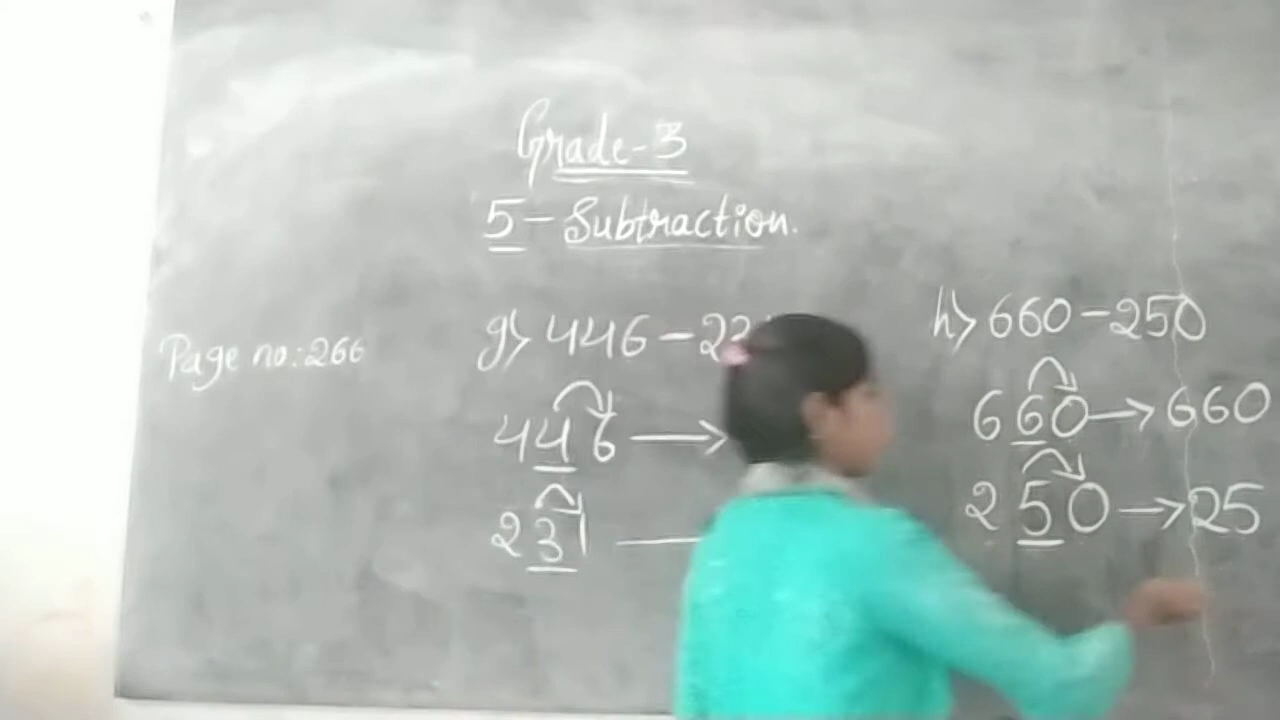 Grade-3
5-Subtraction.
Page no:266
g> 446-23
446 →
231
h> 660-250
660 → 660
250 → 25